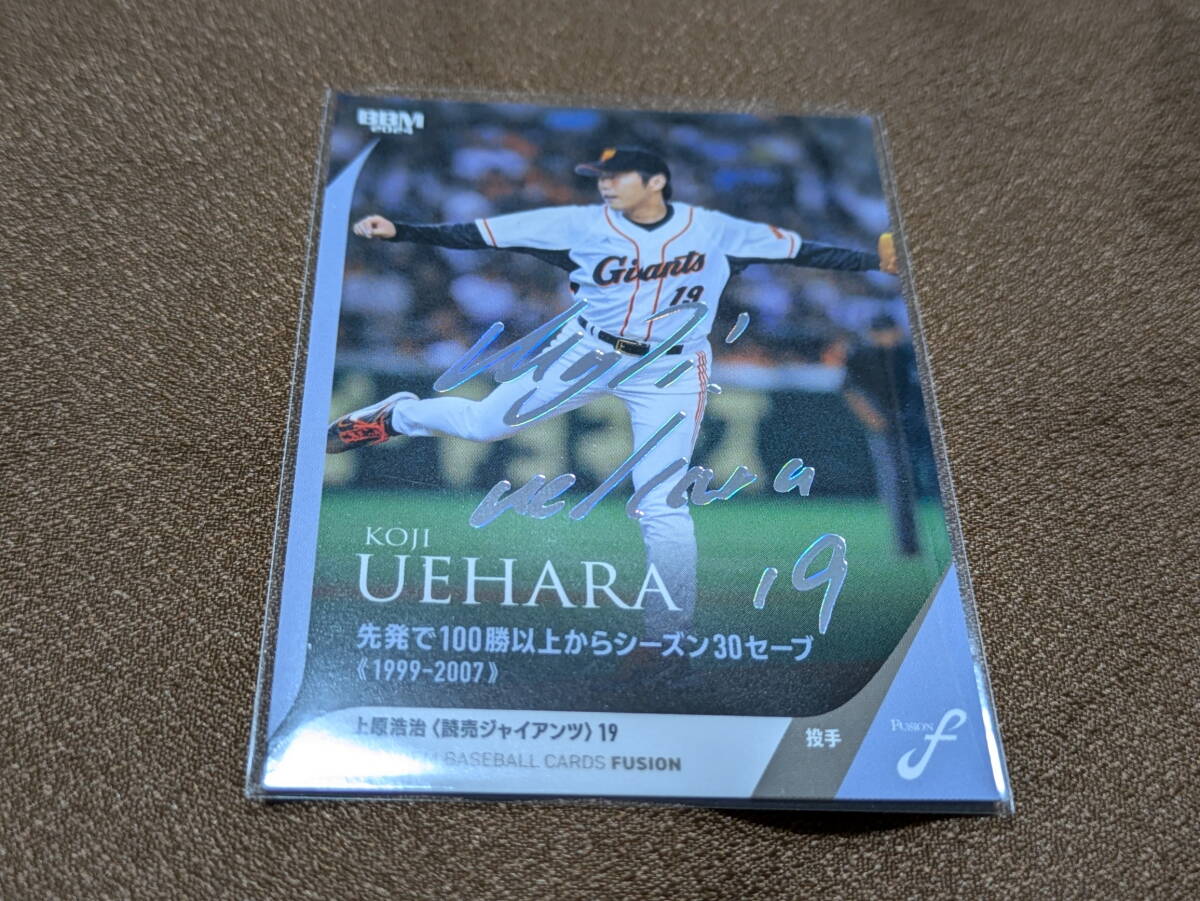 BBM
2024
Giants
19
Koji
Uehara
19
KOJI
UEHARA
先発で100勝以上からシーズン30セーブ
《1999-2007》
上原浩治〈読売ジャイアンツ〉19
投手
BASEBALL CARDS FUSION
FUSION
f